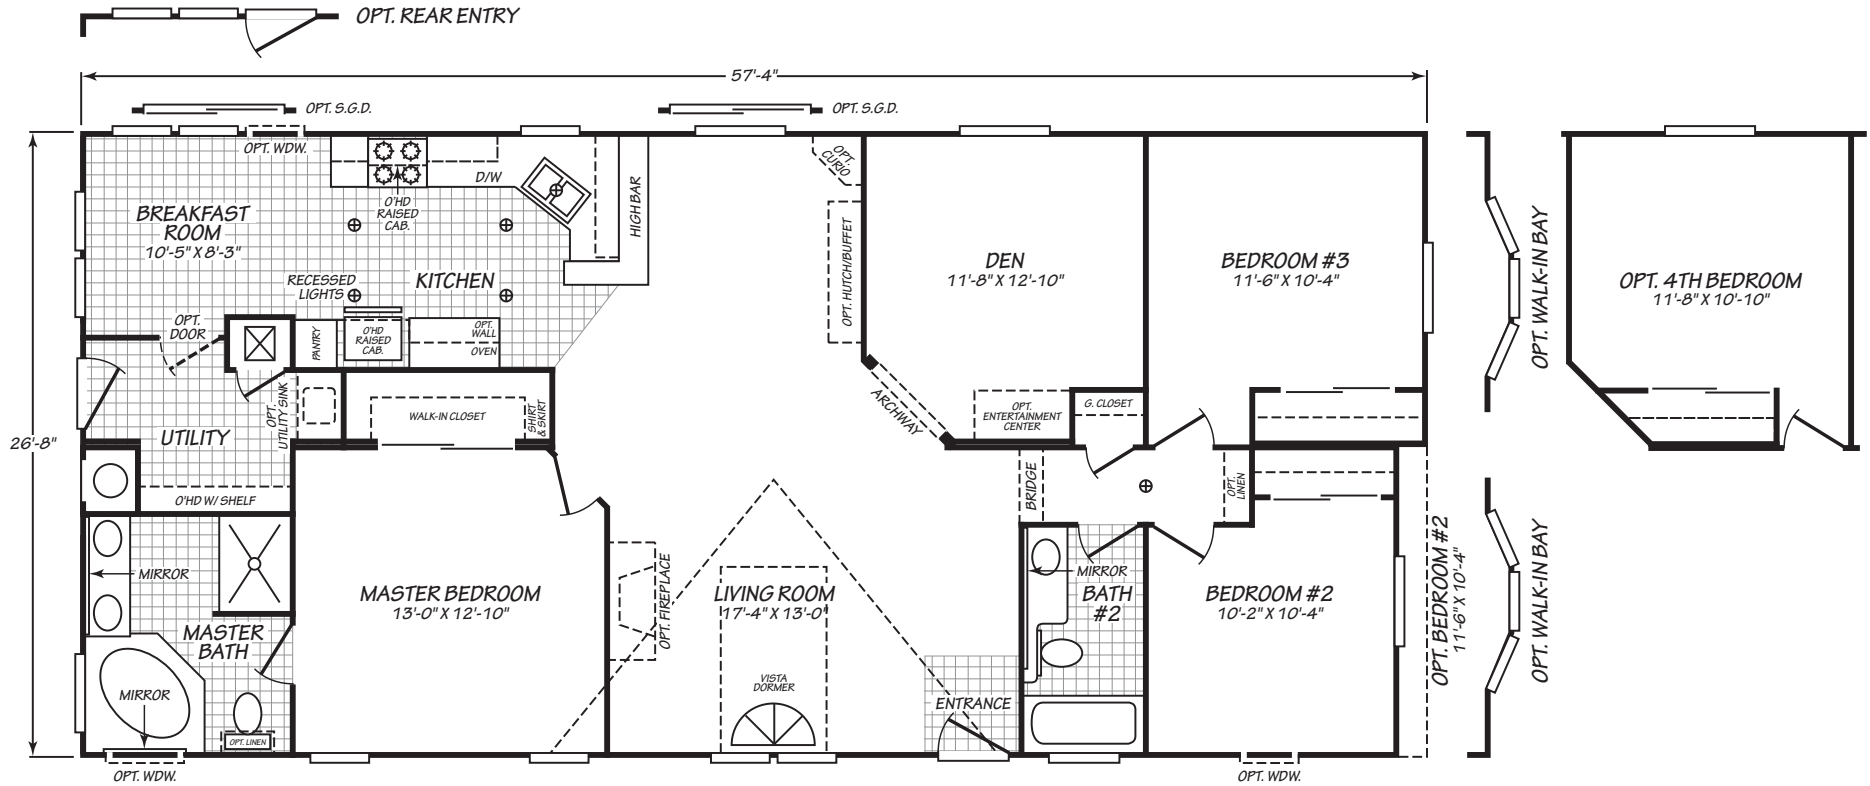 OPT. REAR ENTRY
57'-4"
OPT. S.G.D.
OPT. S.G.D.
OPT. WDW.
D/W
O'HD
RAISED
CAB.
HIGH BAR
OPT.
CURIO
OPT. HUTCH/BUFFET
BREAKFAST
ROOM
10'-5" X 8'-3"
RECESSED
LIGHTS
KITCHEN
DEN
11'-8" X 12'-10"
BEDROOM #3
11'-6" X 10'-4"
OPT. WALK-IN BAY
OPT. 4TH BEDROOM
11'-8" X 10'-10"
OPT.
DOOR
PANTRY
O'HD
RAISED
CAB.
OPT.
WALL
OVEN
OPT.
UTILITY SINK
WALK-IN CLOSET
SHIRT
& SKIRT
ARCHWAY
OPT.
ENTERTAINMENT
CENTER
G. CLOSET
26'-8"
UTILITY
O'HD W/ SHELF
BRIDGE
OPT.
LINEN
MIRROR
MASTER BEDROOM
13'-0" X 12'-10"
OPT. FIREPLACE
LIVING ROOM
17'-4" X 13'-0"
MIRROR
BATH
#2
BEDROOM #2
10'-2" X 10'-4"
OPT. BEDROOM #2
11'-6" X 10'-4"
OPT. WALK-IN BAY
MASTER
BATH
MIRROR
VISTA
DORMER
ENTRANCE
OPT. LINEN
OPT. WDW.
OPT. WDW.